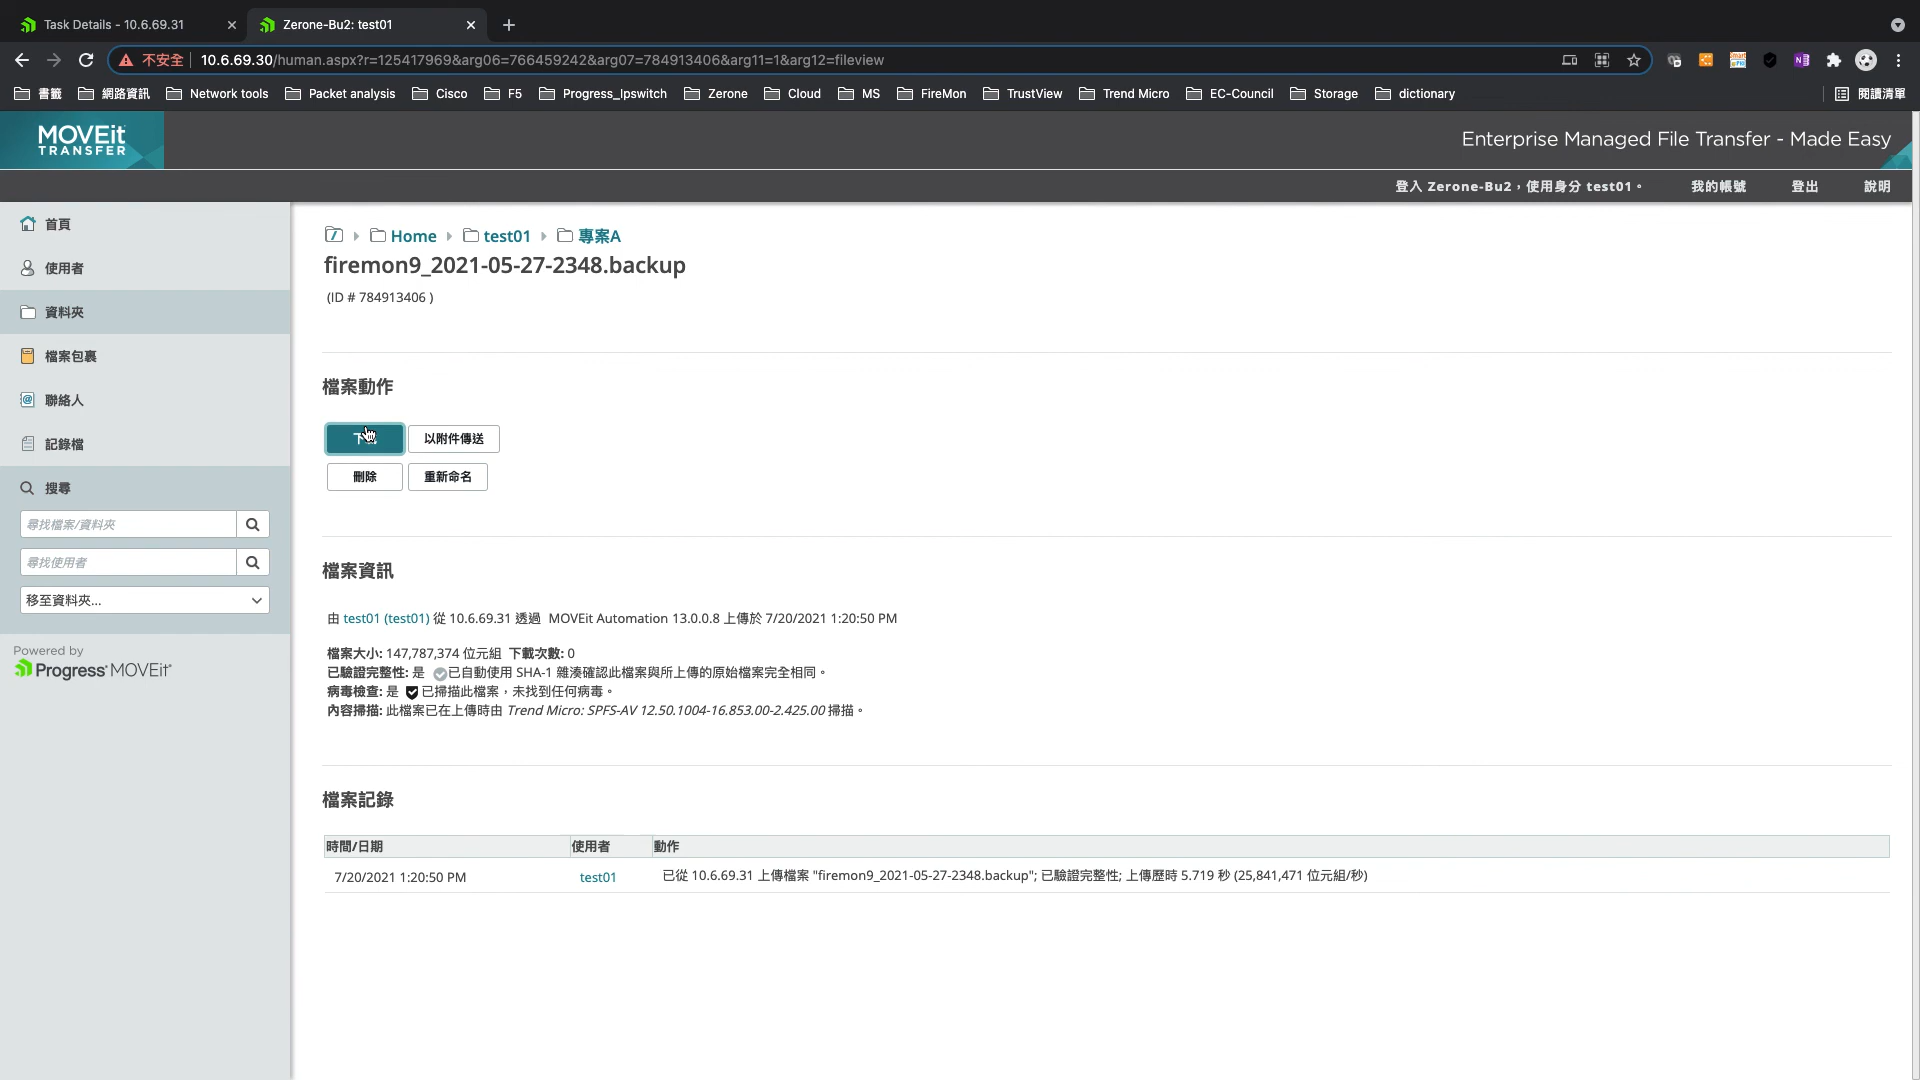 Task Details - 10.6.69.31
Zerone-Bu2: test01
不安全 10.6.69.30/human.aspx?r=125417969&arg06=766459242&arg07=784913406&arg11=1&arg12=fileview
書籤 網路資訊 Network tools Packet analysis Cisco F5 Progress_Ipswitch Zerone Cloud MS FireMon TrustView Trend Micro EC-Council Storage dictionary 閱讀清單
MOVEit
TRANSFER
Enterprise Managed File Transfer - Made Easy
登入 Zerone-Bu2，使用身分 test01。 我的帳號 登出 說明
首頁
使用者
資料夾
檔案包裹
聯絡人
記錄檔
搜尋
尋找檔案/資料夾
尋找使用者
移至資料夾...
Powered by
Progress MOVEit
Home test01 專案A
firemon9_2021-05-27-2348.backup
(ID # 784913406 )
檔案動作
下 以附件傳送
刪除 重新命名
檔案資訊
由 test01 (test01) 從 10.6.69.31 透過 MOVEit Automation 13.0.0.8 上傳於 7/20/2021 1:20:50 PM
檔案大小: 147,787,374 位元組 下載次數: 0
已驗證完整性: 是 已自動使用 SHA-1 雜湊確認此檔案與所上傳的原始檔案完全相同。
病毒檢查: 是 已掃描此檔案，未找到任何病毒。
內容掃描: 此檔案已在上傳時由 Trend Micro: SPFS-AV 12.50.1004-16.853.00-2.425.00 掃描。
檔案記錄
時間/日期 使用者 動作
7/20/2021 1:20:50 PM test01 已從 10.6.69.31 上傳檔案 "firemon9_2021-05-27-2348.backup"; 已驗證完整性; 上傳歷時 5.719 秒 (25,841,471 位元組/秒)